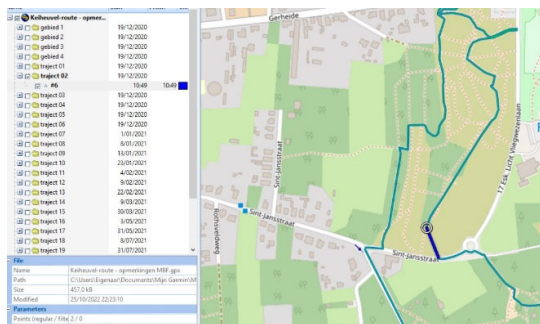 Keiheuvel-route - opmer...
gebied 1 19/12/2020
gebied 2 19/12/2020
gebied 3 19/12/2020
gebied 4 19/12/2020
traject 01 19/12/2020
traject 02 19/12/2020
#6 10:49 10:49
traject 03 19/12/2020
traject 04 19/12/2020
traject 05 19/12/2020
traject 06 19/12/2020
traject 07 1/01/2021
traject 08 8/01/2021
traject 09 16/01/2021
traject 10 23/01/2021
traject 11 4/02/2021
traject 12 9/02/2021
traject 13 22/02/2021
traject 14 9/03/2021
traject 15 30/03/2021
traject 16 3/05/2021
traject 17 31/05/2021
traject 18 8/07/2021
traject 19 31/07/2021
File
Name Keiheuvel-route - opmerkingen MBF.gpx
Path C:\Users\Eigenaar\Documents\Mijn Garmin\M
Size 457,0 kB
Modified 25/10/2022 22:23:10
Parameters
Points (regular / filte 2 / 0
Gerheide
Sint-Jansstraat
17 Esk. Licht Vliegwezenlaan
Sint-Jansstraat
Sint-Jansstraat